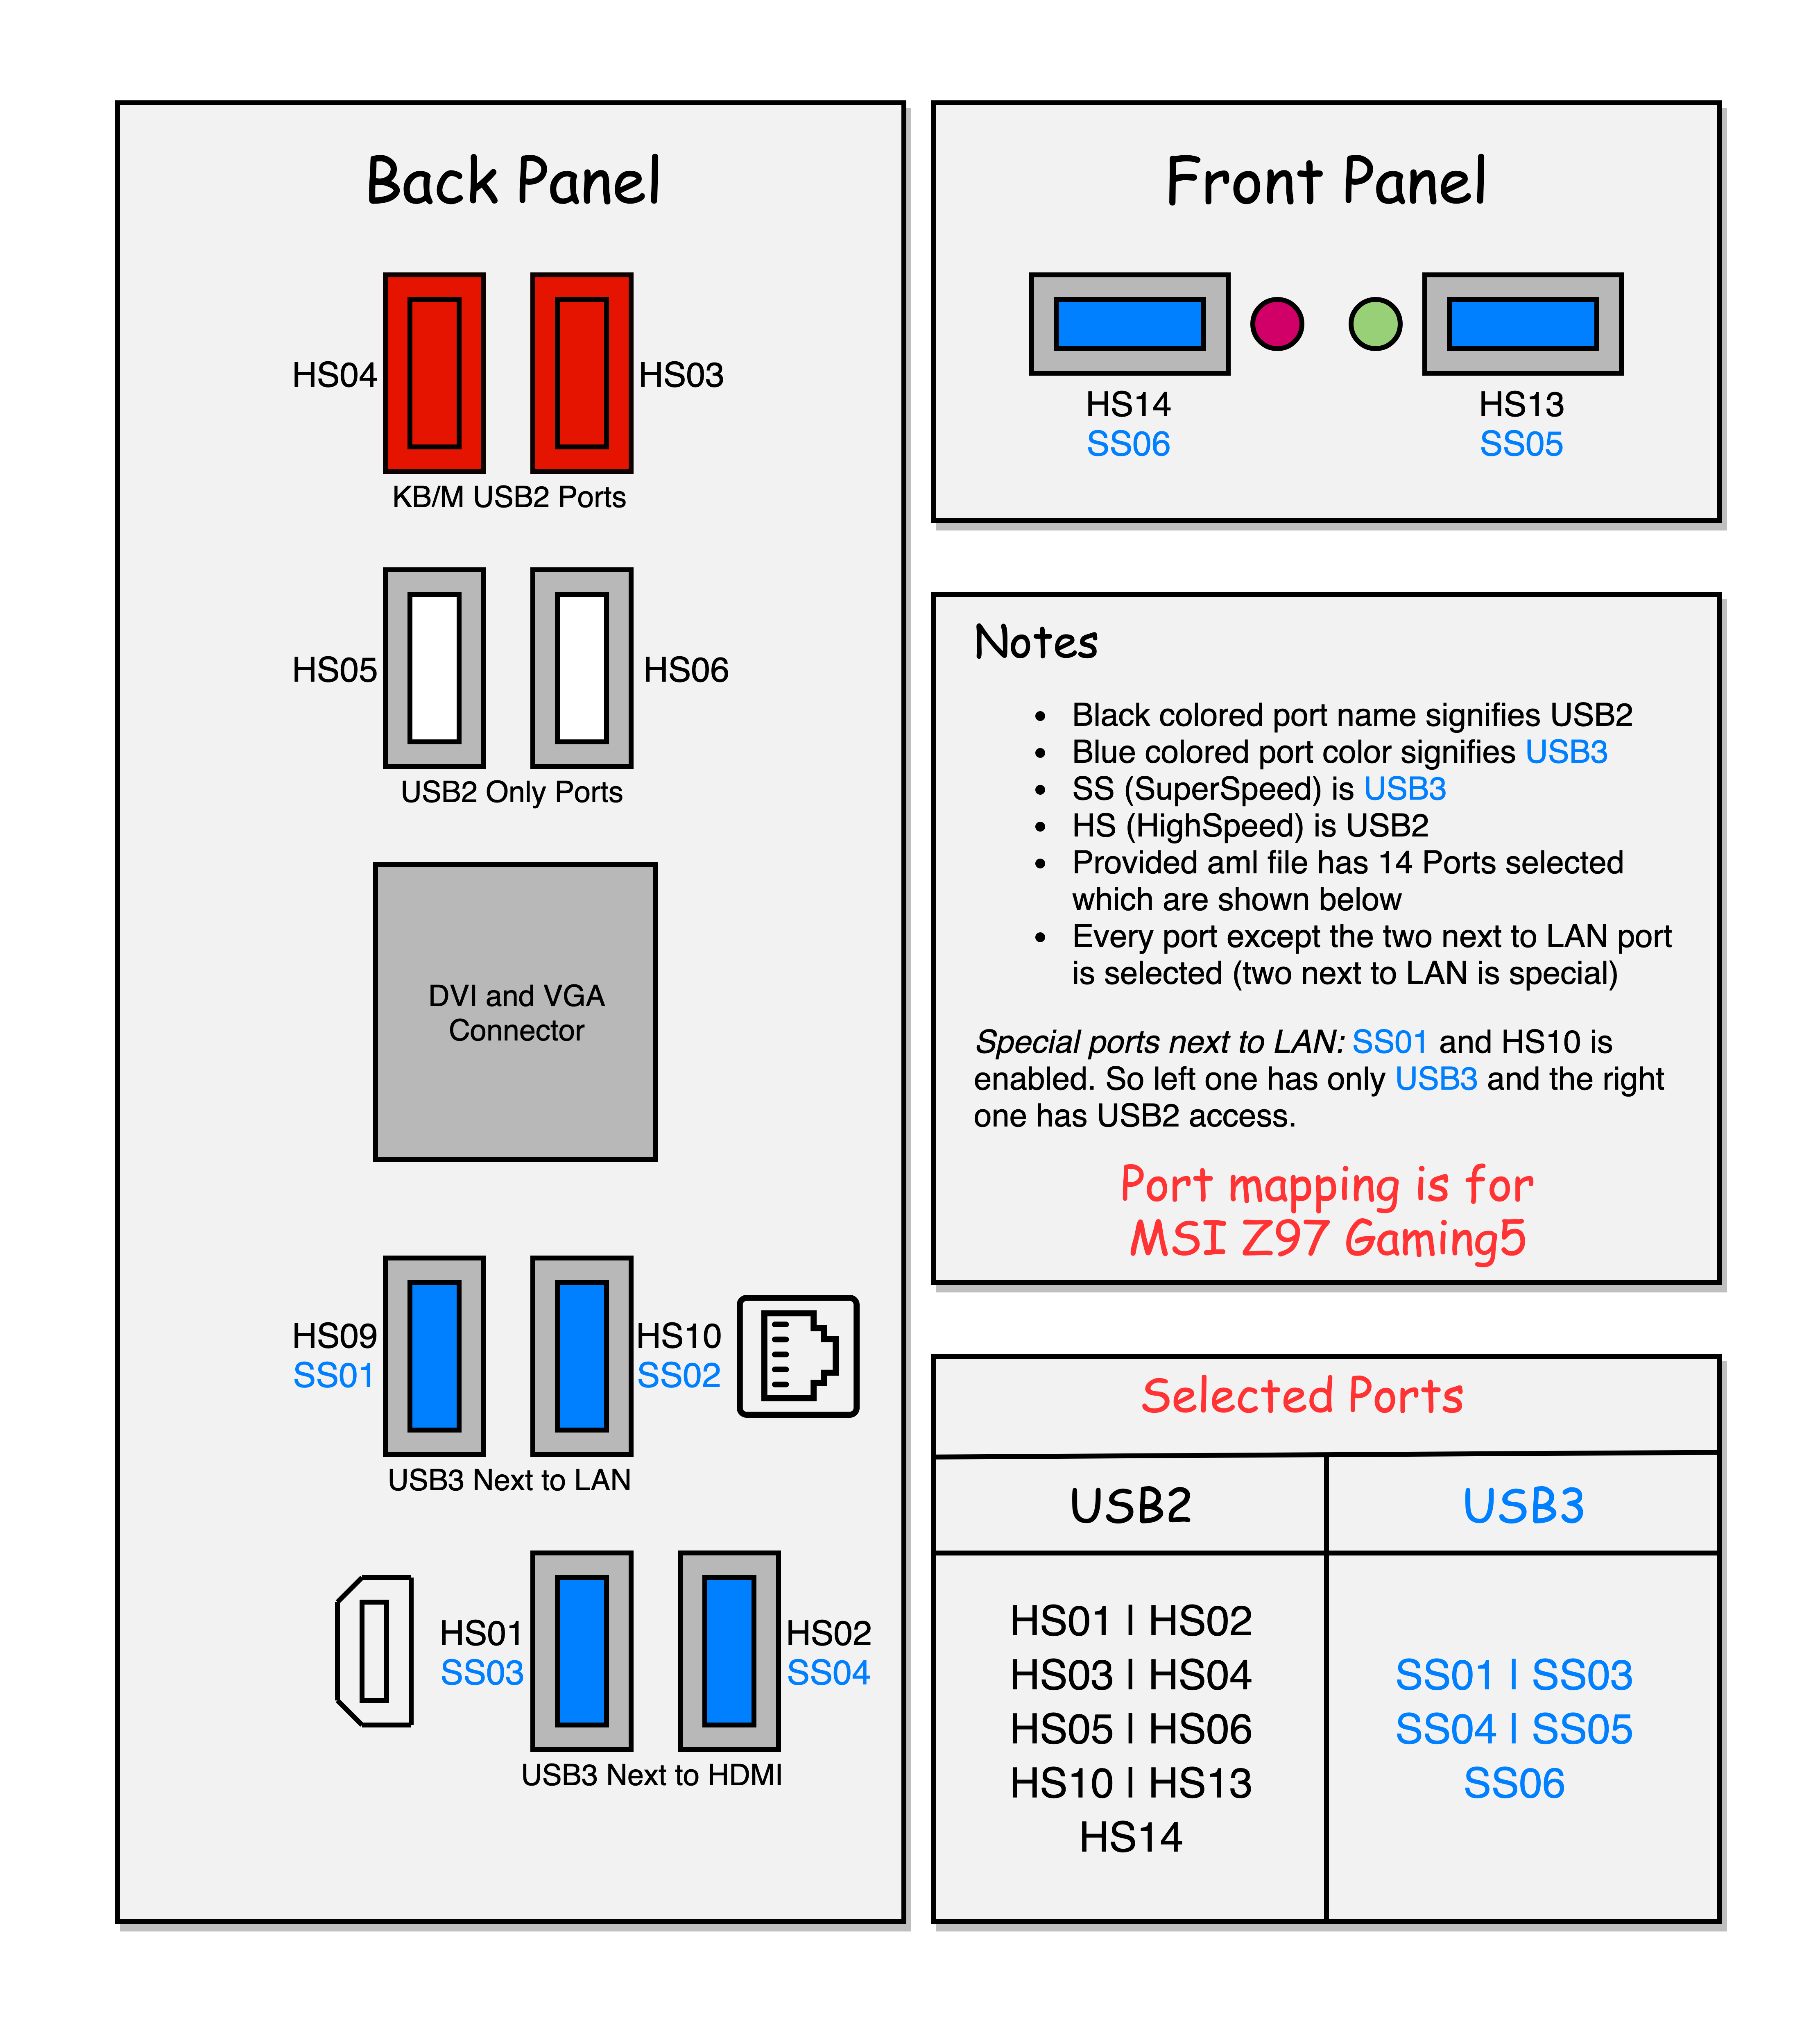 Back Panel
HS04
HS03
KB/M USB2 Ports
HS05
HS06
USB2 Only Ports
DVI and VGA
Connector
HS09
SS01
HS10
SS02
USB3 Next to LAN
HS01
SS03
HS02
SS04
USB3 Next to HDMI
Front Panel
HS14
SS06
HS13
SS05
Notes
• Black colored port name signifies USB2
• Blue colored port color signifies USB3
• SS (SuperSpeed) is USB3
• HS (HighSpeed) is USB2
• Provided aml file has 14 Ports selected
which are shown below
• Every port except the two next to LAN port
is selected (two next to LAN is special)
Special ports next to LAN: SS01 and HS10 is
enabled. So left one has only USB3 and the right
one has USB2 access.
Port mapping is for
MSI Z97 Gaming5
Selected Ports
USB2
HS01 | HS02
HS03 | HS04
HS05 | HS06
HS10 | HS13
HS14
USB3
SS01 | SS03
SS04 | SS05
SS06